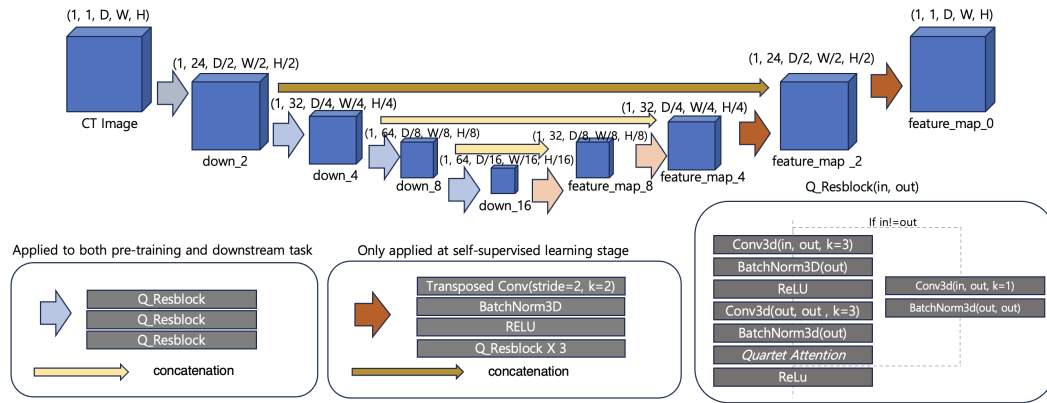 (1, 1, D, W, H)
(1, 1, D, W, H)
(1, 24, D/2, W/2, H/2)
(1, 24, D/2, W/2, H/2)
(1, 32, D/4, W/4, H/4)
(1, 32, D/4, W/4, H/4)
CT Image
feature_map_0
(1, 64, D/8, W/8, H/8)
(1, 32, D/8, W/8, H/8)
down_2
(1, 64, D/16, W/16, H/16)
feature_map _2
down_4
down_8
down_16
feature_map_8
feature_map_4
Q_Resblock(in, out)
Applied to both pre-training and downstream task
Q_Resblock
Q_Resblock
Q_Resblock
concatenation
Only applied at self-supervised learning stage
Transposed Conv(stride=2, k=2)
BatchNorm3D
RELU
Q_Resblock X 3
concatenation
If in!=out
Conv3d(in, out, k=3)
BatchNorm3D(out)
ReLU
Conv3d(out, out , k=3)
BatchNorm3d(out)
Quartet Attention
ReLu
Conv3d(in, out, k=1)
BatchNorm3d(out, out)